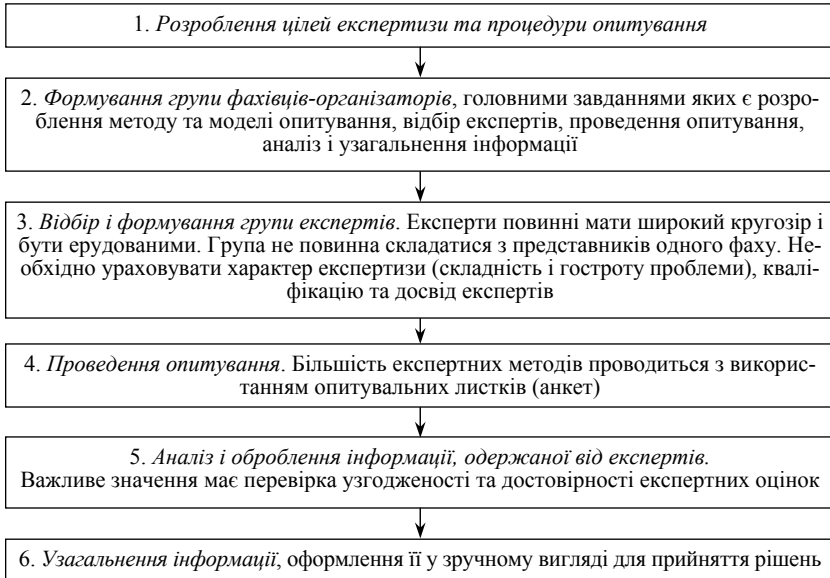 1. Розроблення цілей експертизи та процедури опитування
2. Формування групи фахівців-організаторів, головними завданнями яких є розро-
блення методу та моделі опитування, відбір експертів, проведення опитування,
аналіз і узагальнення інформації
3. Відбір і формування групи експертів. Експерти повинні мати широкий кругозір і
бути ерудованими. Група не повинна складатися з представників одного фаху. Не-
обхідно ураховувати характер експертизи (складність і гостроту проблеми), квалі-
фікацію та досвід експертів
4. Проведення опитування. Більшість експертних методів проводиться з викорис-
танням опитувальних листків (анкет)
5. Аналіз і оброблення інформації, одержаної від експертів.
Важливе значення має перевірка узгодженості та достовірності експертних оцінок
6. Узагальнення інформації, оформлення її у зручному вигляді для прийняття рішень